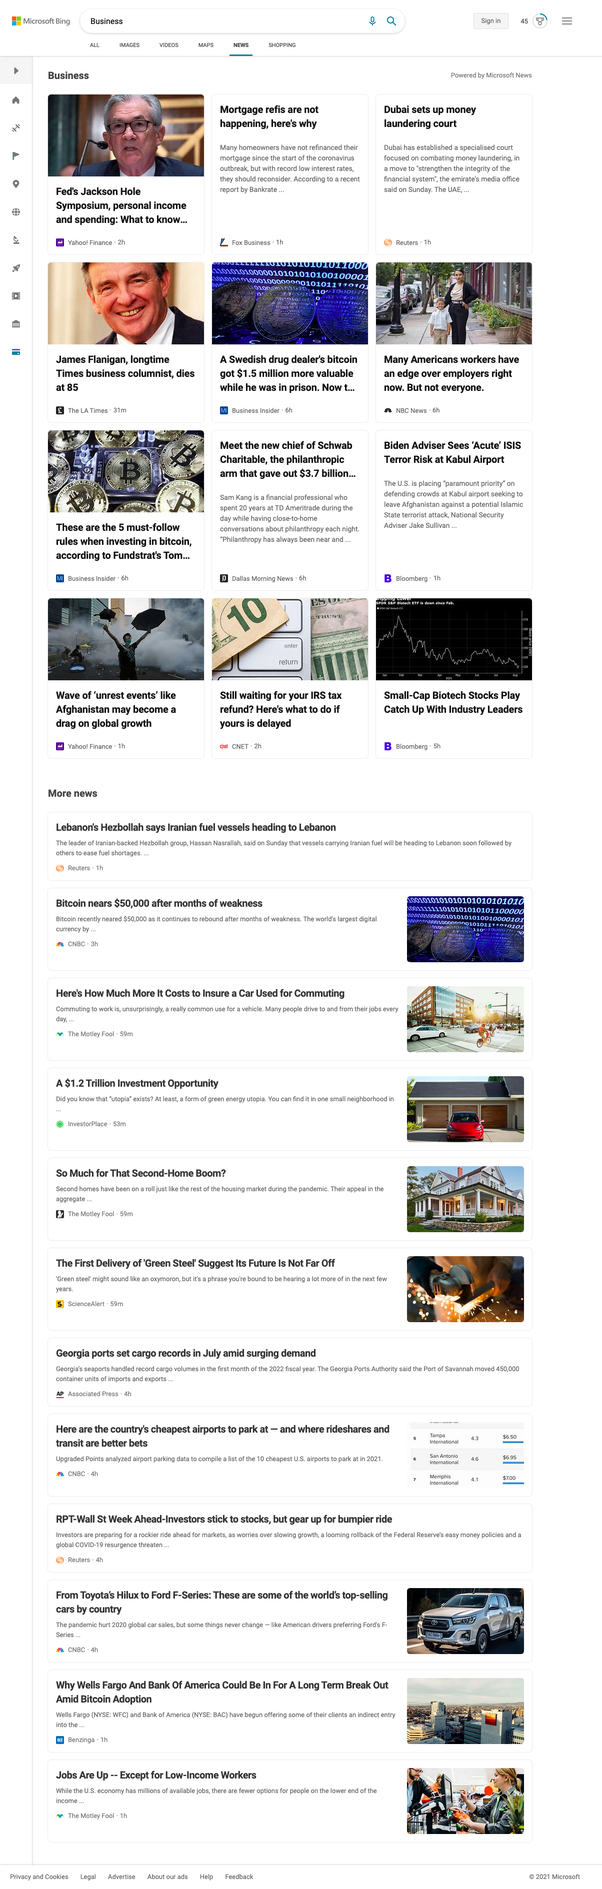 Microsoft Bing
Business
Sign in
45
ALL
IMAGES
VIDEOS
MAPS
NEWS
SHOPPING
Business
Powered by Microsoft News
Fed's Jackson Hole
Symposium, personal income
and spending: What to know...
Yahoo! Finance · 2h
Mortgage refis are not
happening, here's why
Many homeowners have not refinanced their
mortgage since the start of the coronavirus
outbreak, but with record low interest rates,
they should reconsider. According to a recent
report by Bankrate ...
Fox Business · 1h
Dubai sets up money
laundering court
Dubai has established a specialised court
focused on combating money laundering, in
a move to "strengthen the integrity of the
financial system", the emirate's media office
said on Sunday. The UAE, ...
Reuters · 1h
James Flanigan, longtime
Times business columnist, dies
at 85
The LA Times · 31m
A Swedish drug dealer's bitcoin
got $1.5 million more valuable
while he was in prison. Now t...
Business Insider · 6h
Many Americans workers have
an edge over employers right
now. But not everyone.
NBC News · 6h
These are the 5 must-follow
rules when investing in bitcoin,
according to Fundstrat's Tom...
Business Insider · 6h
Meet the new chief of Schwab
Charitable, the philanthropic
arm that gave out $3.7 billion...
Sam Kang is a financial professional who
spent 20 years at TD Ameritrade during the
day while having close-to-home
conversations about philanthropy each night.
"Philanthropy has always been near and ...
Dallas Morning News · 6h
Biden Adviser Sees 'Acute' ISIS
Terror Risk at Kabul Airport
The U.S. is placing "paramount priority" on
defending crowds at Kabul airport seeking to
leave Afghanistan against a potential Islamic
State terrorist attack, National Security
Adviser Jake Sullivan ...
Bloomberg · 1h
Wave of 'unrest events' like
Afghanistan may become a
drag on global growth
Yahoo! Finance · 1h
enter
return
10
Still waiting for your IRS tax
refund? Here's what to do if
yours is delayed
CNET · 2h
Small-Cap Biotech Stocks Play
Catch Up With Industry Leaders
Bloomberg · 5h
More news
Lebanon's Hezbollah says Iranian fuel vessels heading to Lebanon
The leader of Iranian-backed Hezbollah group, Hassan Nasrallah, said on Sunday that vessels carrying Iranian fuel will be heading to Lebanon soon followed by
others to ease fuel shortages. ...
Reuters · 1h
Bitcoin nears $50,000 after months of weakness
Bitcoin recently neared $50,000 as it continues to rebound after months of weakness. The world's largest digital
currency by ...
CNBC · 3h
Here's How Much More It Costs to Insure a Car Used for Commuting
Commuting to work is, unsurprisingly, a really common use for a vehicle. Many people drive to and from their jobs every
day, ...
The Motley Fool · 59m
A $1.2 Trillion Investment Opportunity
Did you know that "utopia" exists? At least, a form of green energy utopia. You can find it in one small neighborhood in
...
InvestorPlace · 53m
So Much for That Second-Home Boom?
Second homes have been on a roll just like the rest of the housing market during the pandemic. Their appeal in the
aggregate ...
The Motley Fool · 59m
The First Delivery of 'Green Steel' Suggest Its Future Is Not Far Off
'Green steel' might sound like an oxymoron, but it's a phrase you're bound to be hearing a lot more of in the next few
years.
ScienceAlert · 59m
Georgia ports set cargo records in July amid surging demand
Georgia's seaports handled record cargo volumes in the first month of the 2022 fiscal year. The Georgia Ports Authority said the Port of Savannah moved 450,000
container units of imports and exports ...
Associated Press · 4h
Here are the country's cheapest airports to park at — and where rideshares and
transit are better bets
Upgraded Points analyzed airport parking data to compile a list of the 10 cheapest U.S. airports to park at in 2021.
CNBC · 4h
5 Tampa International 4.3 $6.50
6 San Antonio International 4.6 $6.95
7 Memphis International 4.1 $7.00
RPT-Wall St Week Ahead-Investors stick to stocks, but gear up for bumpier ride
Investors are preparing for a rockier ride ahead for markets, as worries over slowing growth, a looming rollback of the Federal Reserve's easy money policies and a
global COVID-19 resurgence threaten ...
Reuters · 4h
From Toyota's Hilux to Ford F-Series: These are some of the world's top-selling
cars by country
The pandemic hurt 2020 global car sales, but some things never change — like American drivers preferring Ford's F-
Series ...
CNBC · 4h
Why Wells Fargo And Bank Of America Could Be In For A Long Term Break Out
Amid Bitcoin Adoption
Wells Fargo (NYSE: WFC) and Bank of America (NYSE: BAC) have begun offering some of their clients an indirect entry
into the ...
Benzinga · 1h
Jobs Are Up -- Except for Low-Income Workers
While the U.S. economy has millions of available jobs, there are fewer options for people on the lower end of the
income ...
The Motley Fool · 1h
Privacy and Cookies
Legal
Advertise
About our ads
Help
Feedback
© 2021 Microsoft